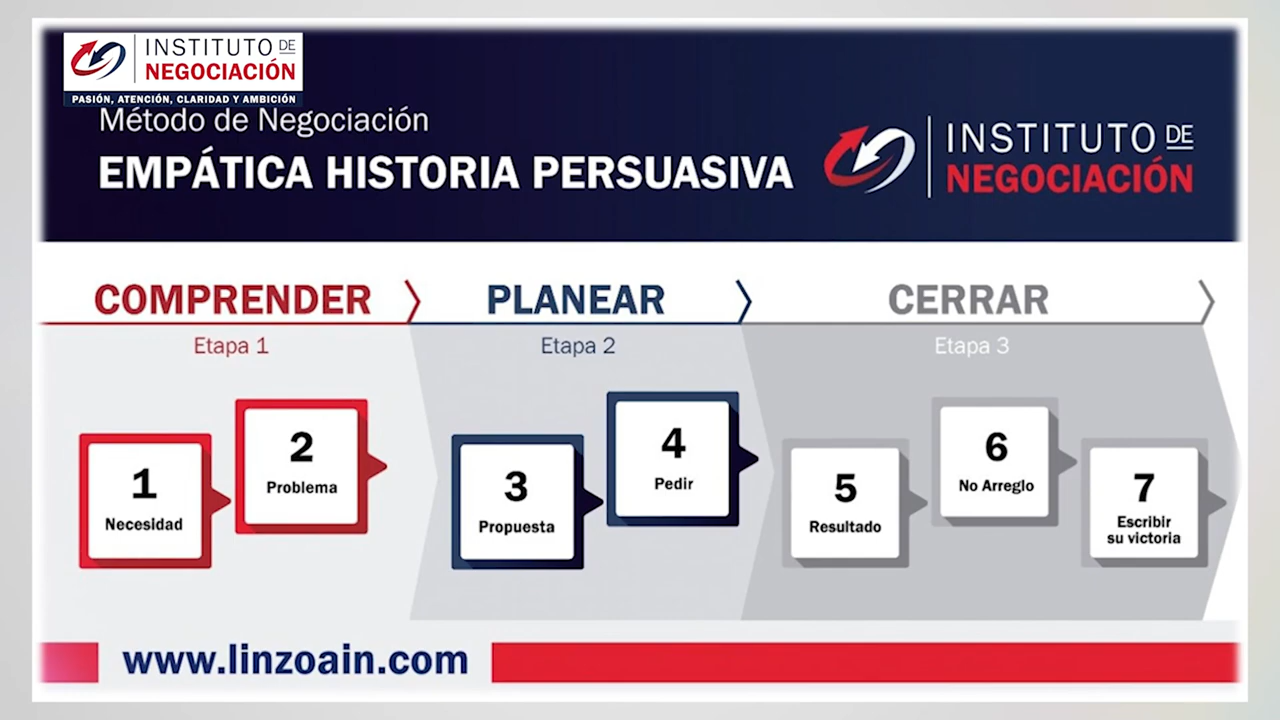 INSTITUTO DE
NEGOCIACIÓN
PASIÓN, ATENCIÓN, CLARIDAD Y AMBICIÓN
Método de Negociación
EMPÁTICA HISTORIA PERSUASIVA
INSTITUTO DE
NEGOCIACIÓN
COMPRENDER
Etapa 1
PLANEAR
Etapa 2
CERRAR
Etapa 3
1
Necesidad
2
Problema
3
Propuesta
4
Pedir
5
Resultado
6
No Arreglo
7
Escribir
su victoria
www.linzoain.com